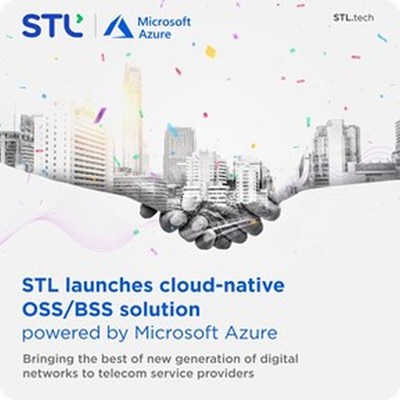 STL
Microsoft
Azure
STL.tech
STL launches cloud-native
OSS/BSS solution
powered by Microsoft Azure
Bringing the best of new generation of digital
networks to telecom service providers